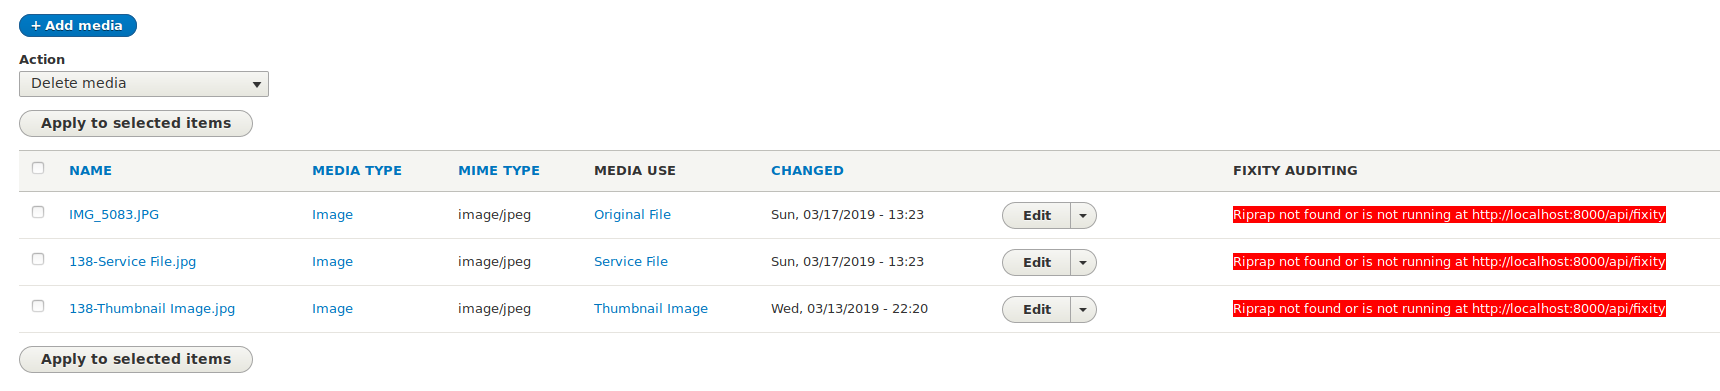 + Add media
Action
Delete media
Apply to selected items
NAME MEDIA TYPE MIME TYPE MEDIA USE CHANGED FIXITY AUDITING
IMG_5083.JPG Image image/jpeg Original File Sun, 03/17/2019 - 13:23 Edit Riprap not found or is not running at http://localhost:8000/api/fixity
138-Service File.jpg Image image/jpeg Service File Sun, 03/17/2019 - 13:23 Edit Riprap not found or is not running at http://localhost:8000/api/fixity
138-Thumbnail Image.jpg Image image/jpeg Thumbnail Image Wed, 03/13/2019 - 22:20 Edit Riprap not found or is not running at http://localhost:8000/api/fixity
Apply to selected items